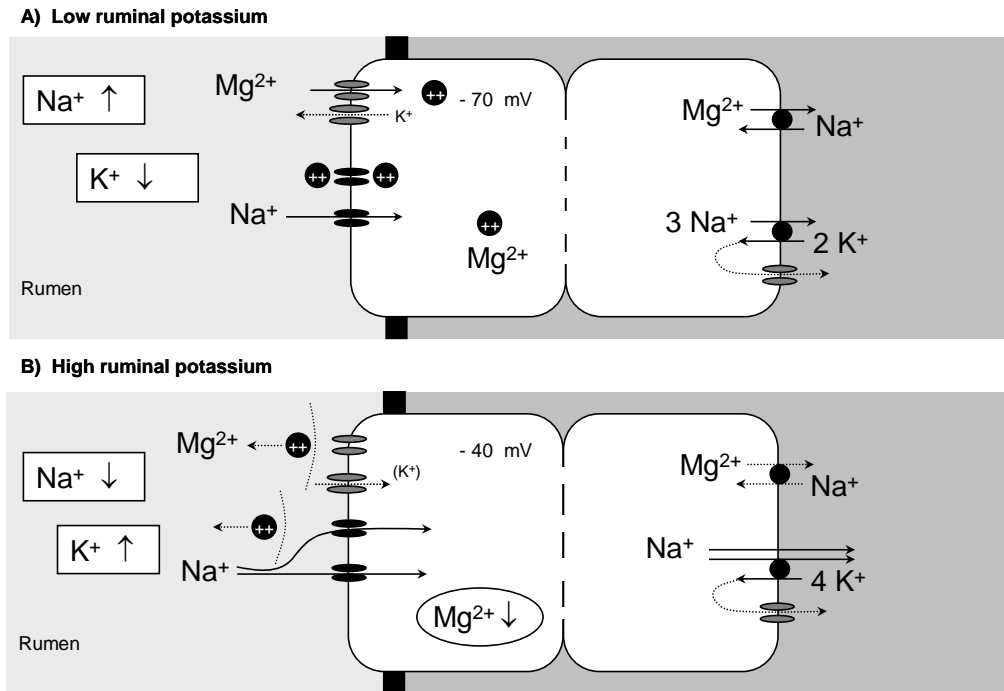 A) Low ruminal potassium
Na⁺ ↑
Mg²⁺
++
- 70 mV
K⁺
Mg²⁺
Na⁺
K⁺ ↓
++
++
Na⁺
++
Mg²⁺
3 Na⁺
2 K⁺
Rumen
B) High ruminal potassium
Mg²⁺
++
- 40 mV
(K⁺)
Na⁺ ↓
Mg²⁺
Na⁺
++
K⁺ ↑
Na⁺
Na⁺
4 K⁺
Mg²⁺ ↓
Rumen